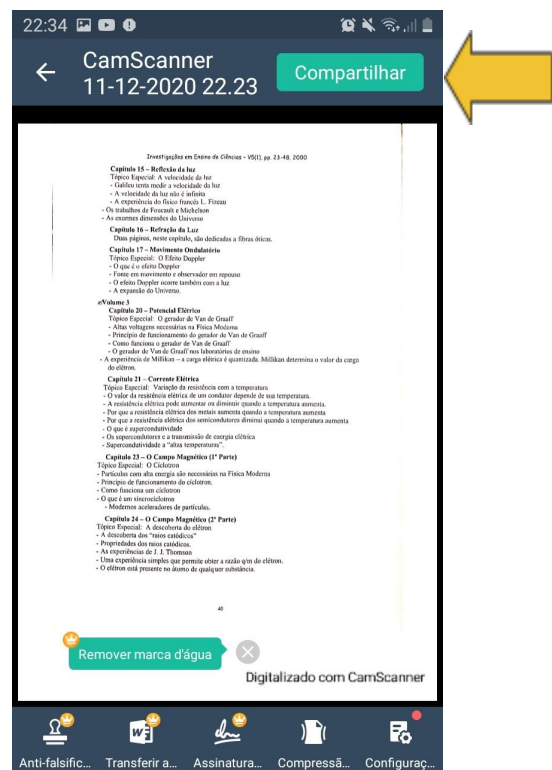 22:34
CamScanner
11-12-2020 22.23
Compartilhar
Investigações em Ensino de Ciências – V5(1), pp. 23-48, 2000
Capítulo 15 – Reflexão da luz
Tópico Especial: A velocidade da luz
- Galileu tenta medir a velocidade da luz
- A velocidade da luz não é infinita
- A experiência do físico francês L. Fizeau
- Os trabalhos de Foucault e Michelson
- As enormes dimensões do Universo
Capítulo 16 – Refração da Luz
Duas páginas, neste capítulo, são dedicadas a fibras óticas.
Capítulo 17 – Movimento Ondulatório
Tópico Especial: O Efeito Doppler
- O que é o efeito Doppler
- Fonte em movimento e observador em repouso
- O efeito Doppler ocorre também com a luz
- A expansão do Universo.
Volume 3
Capítulo 20 – Potencial Elétrico
Tópico Especial: O gerador de Van de Graaff
- Altas voltagens necessárias na Física Moderna
- Princípio de funcionamento do gerador de Van de Graaff
- Como funciona o gerador de Van de Graaff
- O gerador de Van de Graaff nos laboratórios de ensino
- A experiência de Millikan – a carga elétrica é quantizada. Millikan determina o valor da carga
do elétron.
Capítulo 21 – Corrente Elétrica
Tópico Especial: Variação da resistência com a temperatura
- O valor da resistência elétrica de um condutor depende de sua temperatura.
- A resistência elétrica pode aumentar ou diminuir quando a temperatura aumenta.
- Por que a resistência elétrica dos metais aumenta quando a temperatura aumenta
- Por que a resistência elétrica dos semicondutores diminui quando a temperatura aumenta
- O que é supercondutividade
- Os supercondutores e a transmissão de energia elétrica
- Supercondutividade a "altas temperaturas".
Capítulo 23 – O Campo Magnético (1ª Parte)
Tópico Especial: O Cíclotron
- Partículas com alta energia são necessárias na Física Moderna
- Princípio de funcionamento do cíclotron.
- Como funciona um cíclotron
- O que é um sincrocíclotron
- Modernos aceleradores de partículas.
Capítulo 24 – O Campo Magnético (2ª Parte)
Tópico Especial: A descoberta do elétron
- A descoberta dos "raios catódicos"
- Propriedades dos raios catódicos.
- As experiências de J. J. Thomson
- Uma experiência simples que permite obter a razão q/m do elétron.
- O elétron está presente no átomo de qualquer substância.
Remover marca d'água
Digitalizado com CamScanner
Anti-falsific... Transferir a... Assinatura... Compressã... Configuraç...